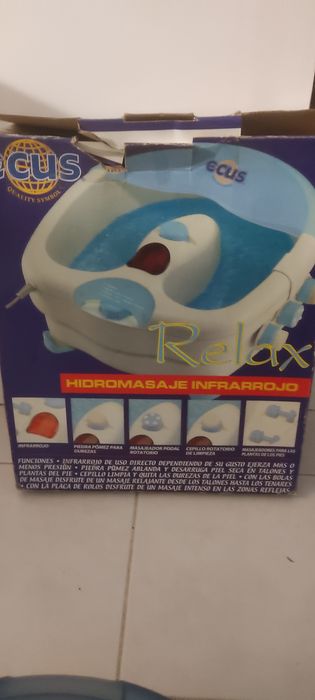 ecus
QUALITY SYMBOL
ecus
Relax
HIDROMASAJE INFRARROJO
INFRARROJO
PIEDRA PÓMEZ PARA DUREZAS
MASAJEADOR PODAL ROTATORIO
CEPILLO ROTATORIO DE LIMPIEZA
MASAJEADORES PARA LAS PLANTAS DE LOS PIES
FUNCIONES • INFRARROJO DE USO DIRECTO DEPENDIENDO DE SU GUSTO EJERZA MAS O
MENOS PRESIÓN • PIEDRA PÓMEZ ABLANDA Y DESARRUGA PIEL SECA EN TALONES Y
PLANTAS DEL PIE • CEPILLO LIMPIA Y QUITA LAS DUREZAS DE LA PIEL • CON LAS BOLAS
DE MASAJE DISFRUTE DE UN MASAJE RELAJANTE DESDE LOS TALONES HASTA LOS TENARES
• CON LA PLACA DE ROLOS DISFRUTE DE UN MASAJE INTENSO EN LAS ZONAS REFLEJAS